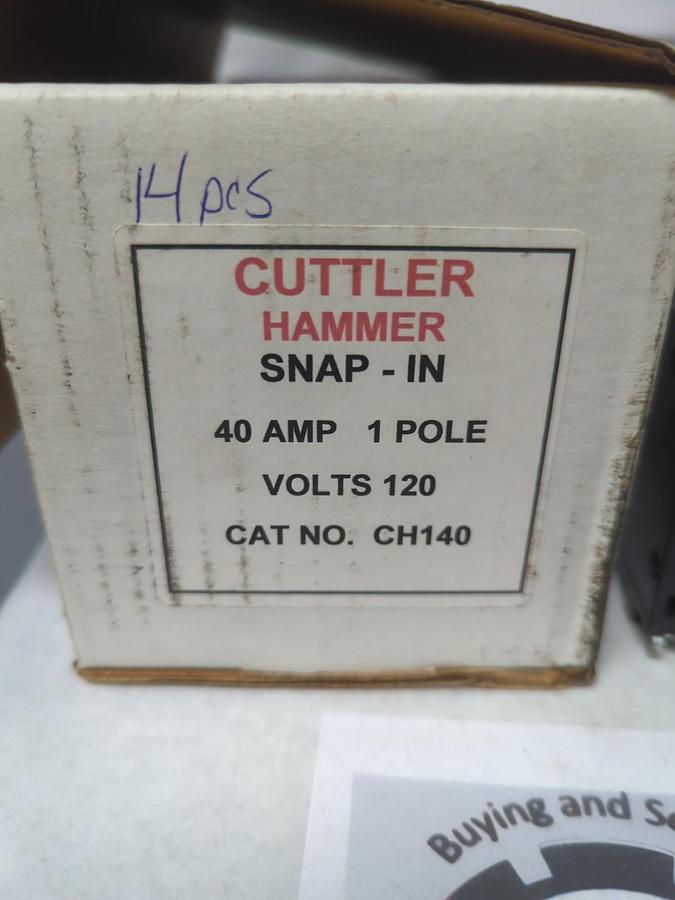 14 pcs
CUTTLER
HAMMER
SNAP - IN
40 AMP 1 POLE
VOLTS 120
CAT NO. CH140
Buying and